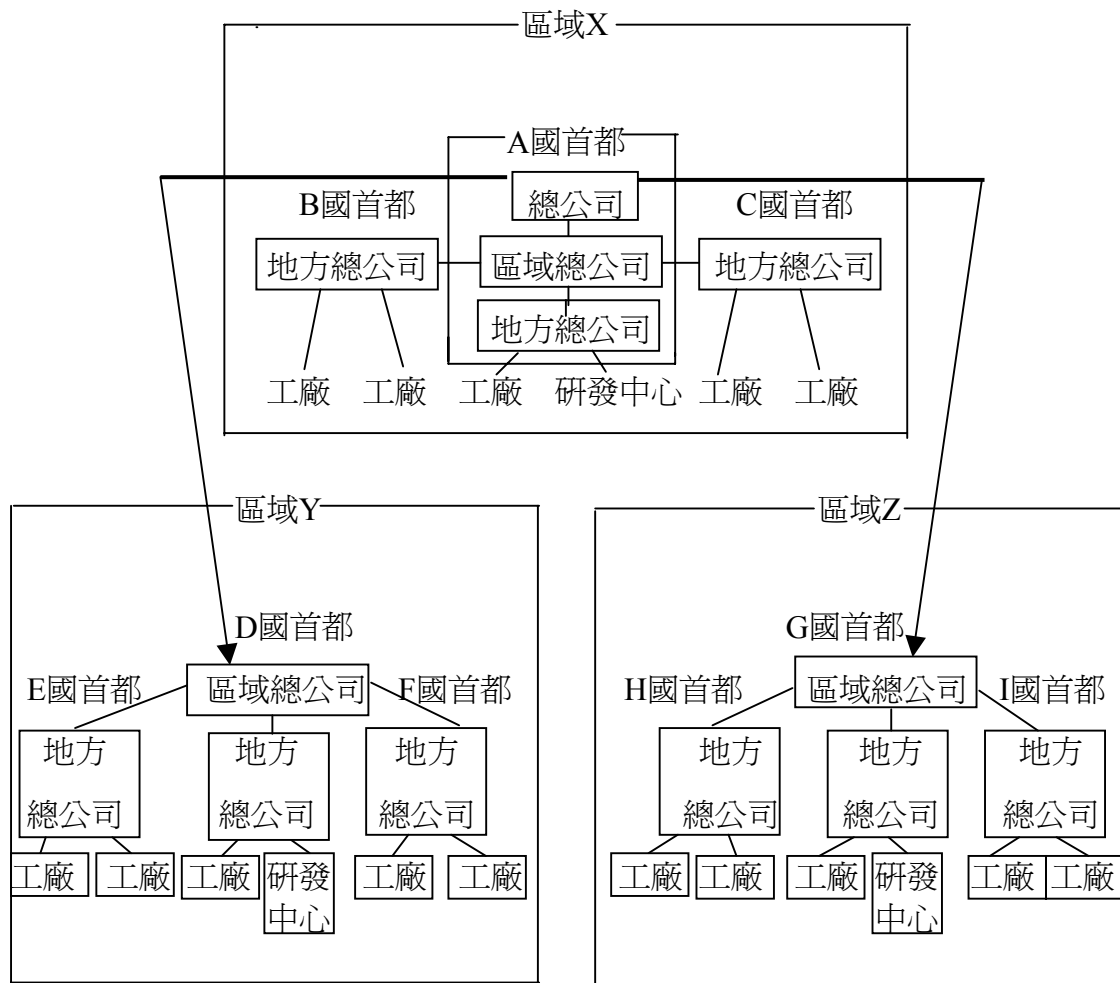 區域X
A國首都
總公司
B國首都
C國首都
地方總公司
區域總公司
地方總公司
地方總公司
工廠
工廠
工廠
研發中心
工廠
工廠
區域Y
區域Z
D國首都
G國首都
E國首都
區域總公司
F國首都
H國首都
區域總公司
I國首都
地方
總公司
地方
總公司
地方
總公司
地方
總公司
地方
總公司
地方
總公司
工廠
工廠
工廠
研發
中心
工廠
工廠
工廠
工廠
工廠
研發
中心
工廠
工廠